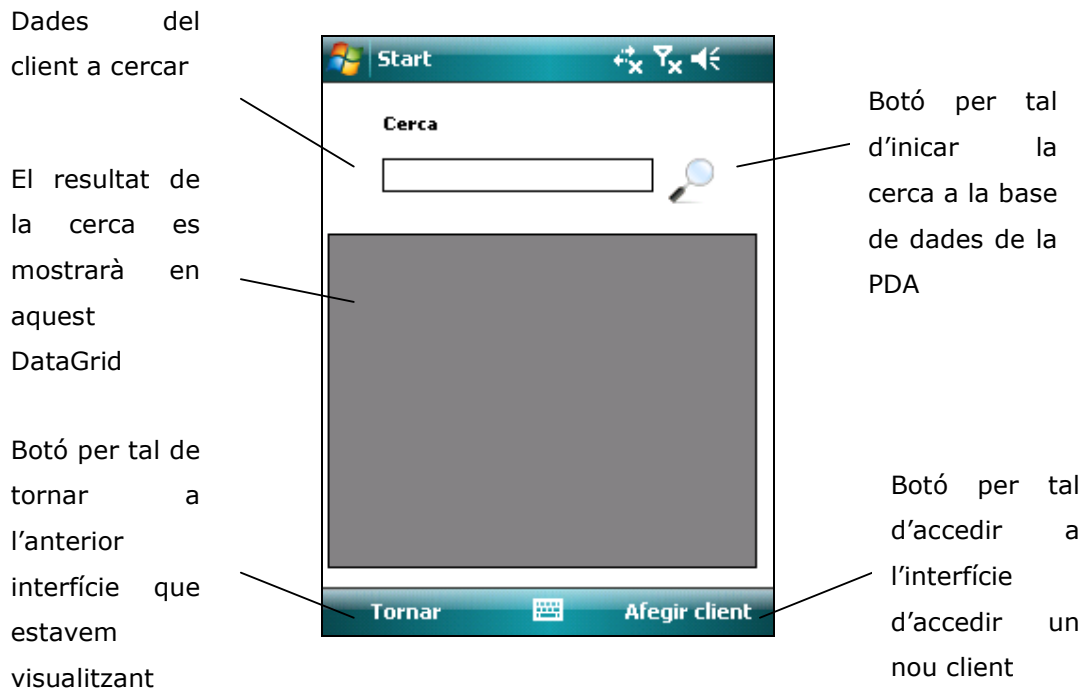 Dades del
client a cercar
El resultat de
la cerca es
mostrarà en
aquest
DataGrid
Botó per tal de
tornar a
l'anterior
interfície que
estavem
visualitzant
Start
Cerca
Tornar
Afegir client
Botó per tal
d'inicar la
cerca a la base
de dades de la
PDA
Botó per tal
d'accedir a
l'interfície
d'accedir un
nou client